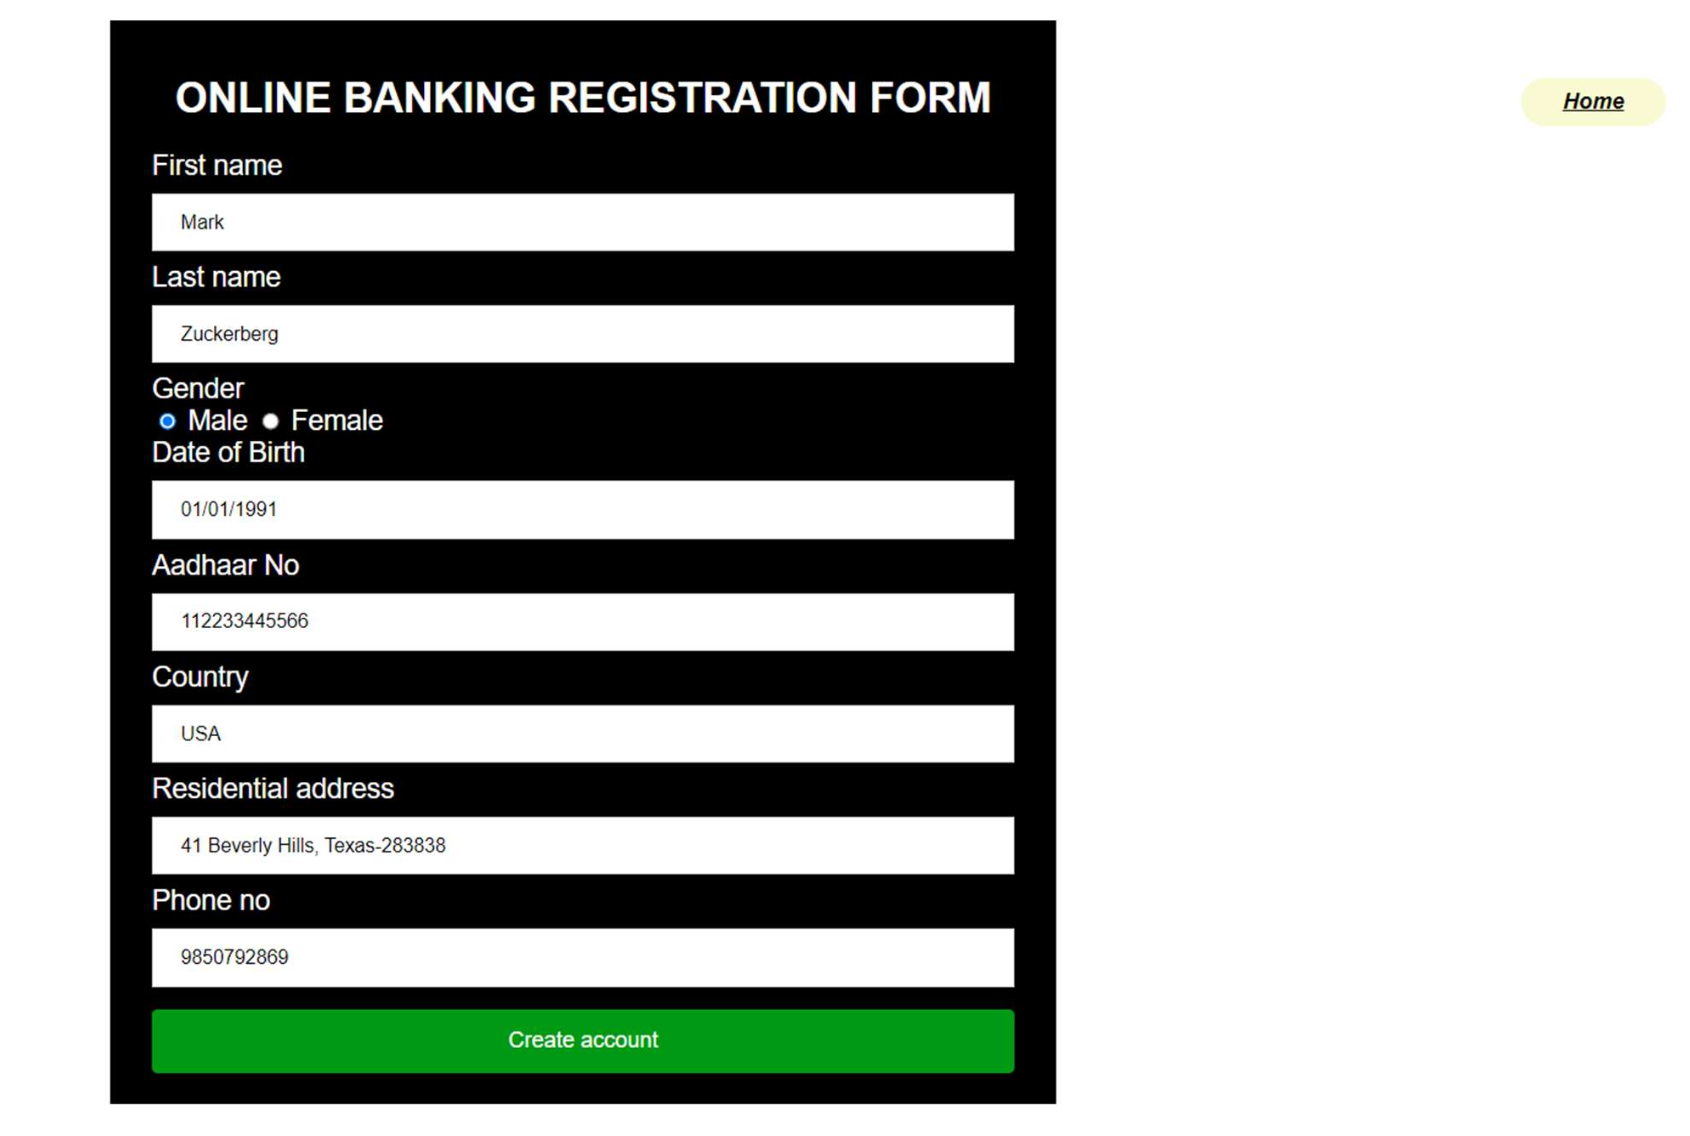 ONLINE BANKING REGISTRATION FORM
Home
First name
Mark
Last name
Zuckerberg
Gender
Male Female
Date of Birth
01/01/1991
Aadhaar No
112233445566
Country
USA
Residential address
41 Beverly Hills, Texas-283838
Phone no
9850792869
Create account